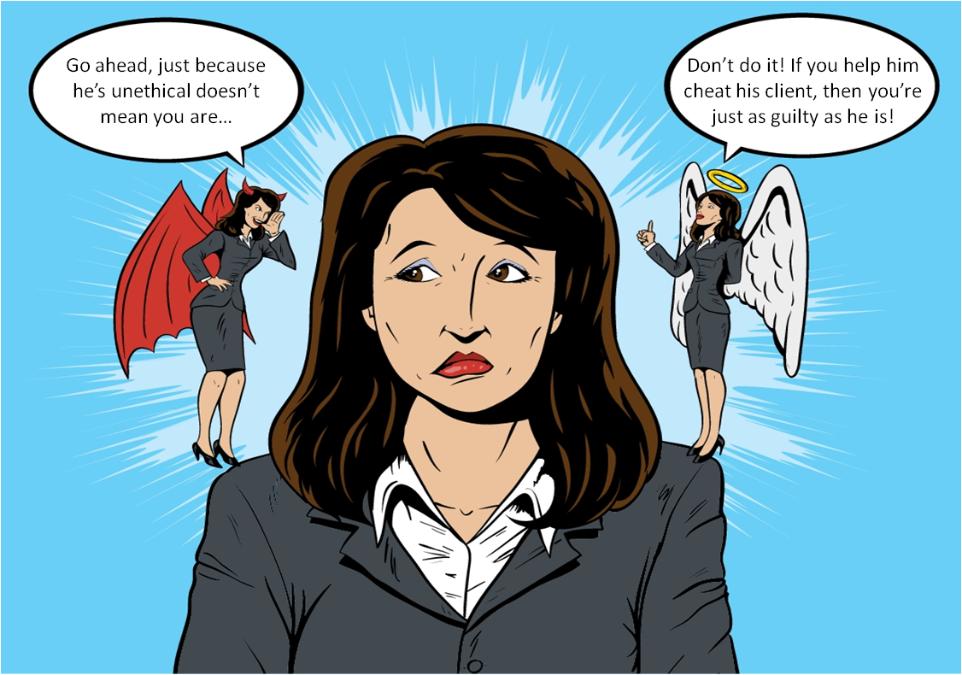 Go ahead, just because
he’s unethical doesn’t
mean you are…
Don’t do it! If you help him
cheat his client, then you’re
just as guilty as he is!